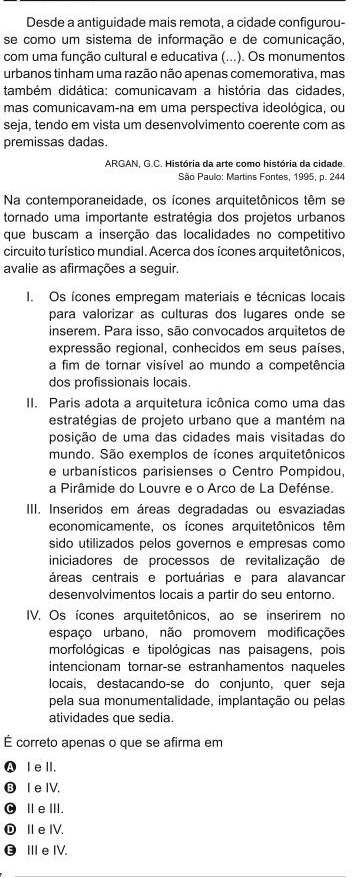 Desde a antiguidade mais remota, a cidade configurou-
se como um sistema de informação e de comunicação,
com uma função cultural e educativa (...). Os monumentos
urbanos tinham uma razão não apenas comemorativa, mas
também didática: comunicavam a história das cidades,
mas comunicavam-na em uma perspectiva ideológica, ou
seja, tendo em vista um desenvolvimento coerente com as
premissas dadas.
ARGAN, G.C. História da arte como história da cidade.
São Paulo: Martins Fontes, 1995, p. 244
Na contemporaneidade, os ícones arquitetônicos têm se
tornado uma importante estratégia dos projetos urbanos
que buscam a inserção das localidades no competitivo
circuito turístico mundial. Acerca dos ícones arquitetônicos,
avalie as afirmações a seguir.
I. Os ícones empregam materiais e técnicas locais
para valorizar as culturas dos lugares onde se
inserem. Para isso, são convocados arquitetos de
expressão regional, conhecidos em seus países,
a fim de tornar visível ao mundo a competência
dos profissionais locais.
II. Paris adota a arquitetura icônica como uma das
estratégias de projeto urbano que a mantém na
posição de uma das cidades mais visitadas do
mundo. São exemplos de ícones arquitetônicos
e urbanísticos parisienses o Centro Pompidou,
a Pirâmide do Louvre e o Arco de La Defénse.
III. Inseridos em áreas degradadas ou esvaziadas
economicamente, os ícones arquitetônicos têm
sido utilizados pelos governos e empresas como
iniciadores de processos de revitalização de
áreas centrais e portuárias e para alavancar
desenvolvimentos locais a partir do seu entorno.
IV. Os ícones arquitetônicos, ao se inserirem no
espaço urbano, não promovem modificações
morfológicas e tipológicas nas paisagens, pois
intencionam tornar-se estranhamentos naqueles
locais, destacando-se do conjunto, quer seja
pela sua monumentalidade, implantação ou pelas
atividades que sedia.
É correto apenas o que se afirma em
A I e II.
B I e IV.
C II e III.
D II e IV.
E III e IV.